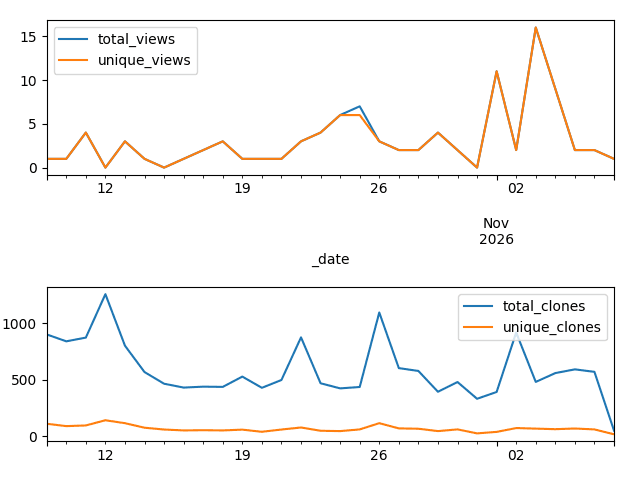 total_views
unique_views
15
10
5
0
12
19
26
02
Nov
2026
_date
total_clones
unique_clones
1000
500
0
12
19
26
02